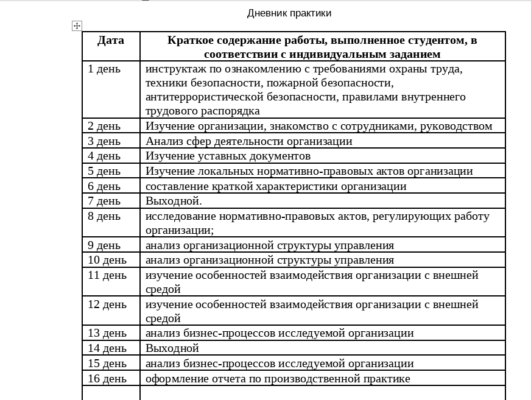 Дневник практики
Дата
Краткое содержание работы, выполненное студентом, в
соответствии с индивидуальным заданием
1 день
инструктаж по ознакомлению с требованиями охраны труда,
техники безопасности, пожарной безопасности,
антитеррористической безопасности, правилами внутреннего
трудового распорядка
2 день
Изучение организации, знакомство с сотрудниками, руководством
3 день
Анализ сфер деятельности организации
4 день
Изучение уставных документов
5 день
Изучение локальных нормативно-правовых актов организации
6 день
составление краткой характеристики организации
7 день
Выходной.
8 день
исследование нормативно-правовых актов, регулирующих работу
организации;
9 день
анализ организационной структуры управления
10 день
анализ организационной структуры управления
11 день
изучение особенностей взаимодействия организации с внешней
средой
12 день
изучение особенностей взаимодействия организации с внешней
средой
13 день
анализ бизнес-процессов исследуемой организации
14 день
Выходной
15 день
анализ бизнес-процессов исследуемой организации
16 день
оформление отчета по производственной практике